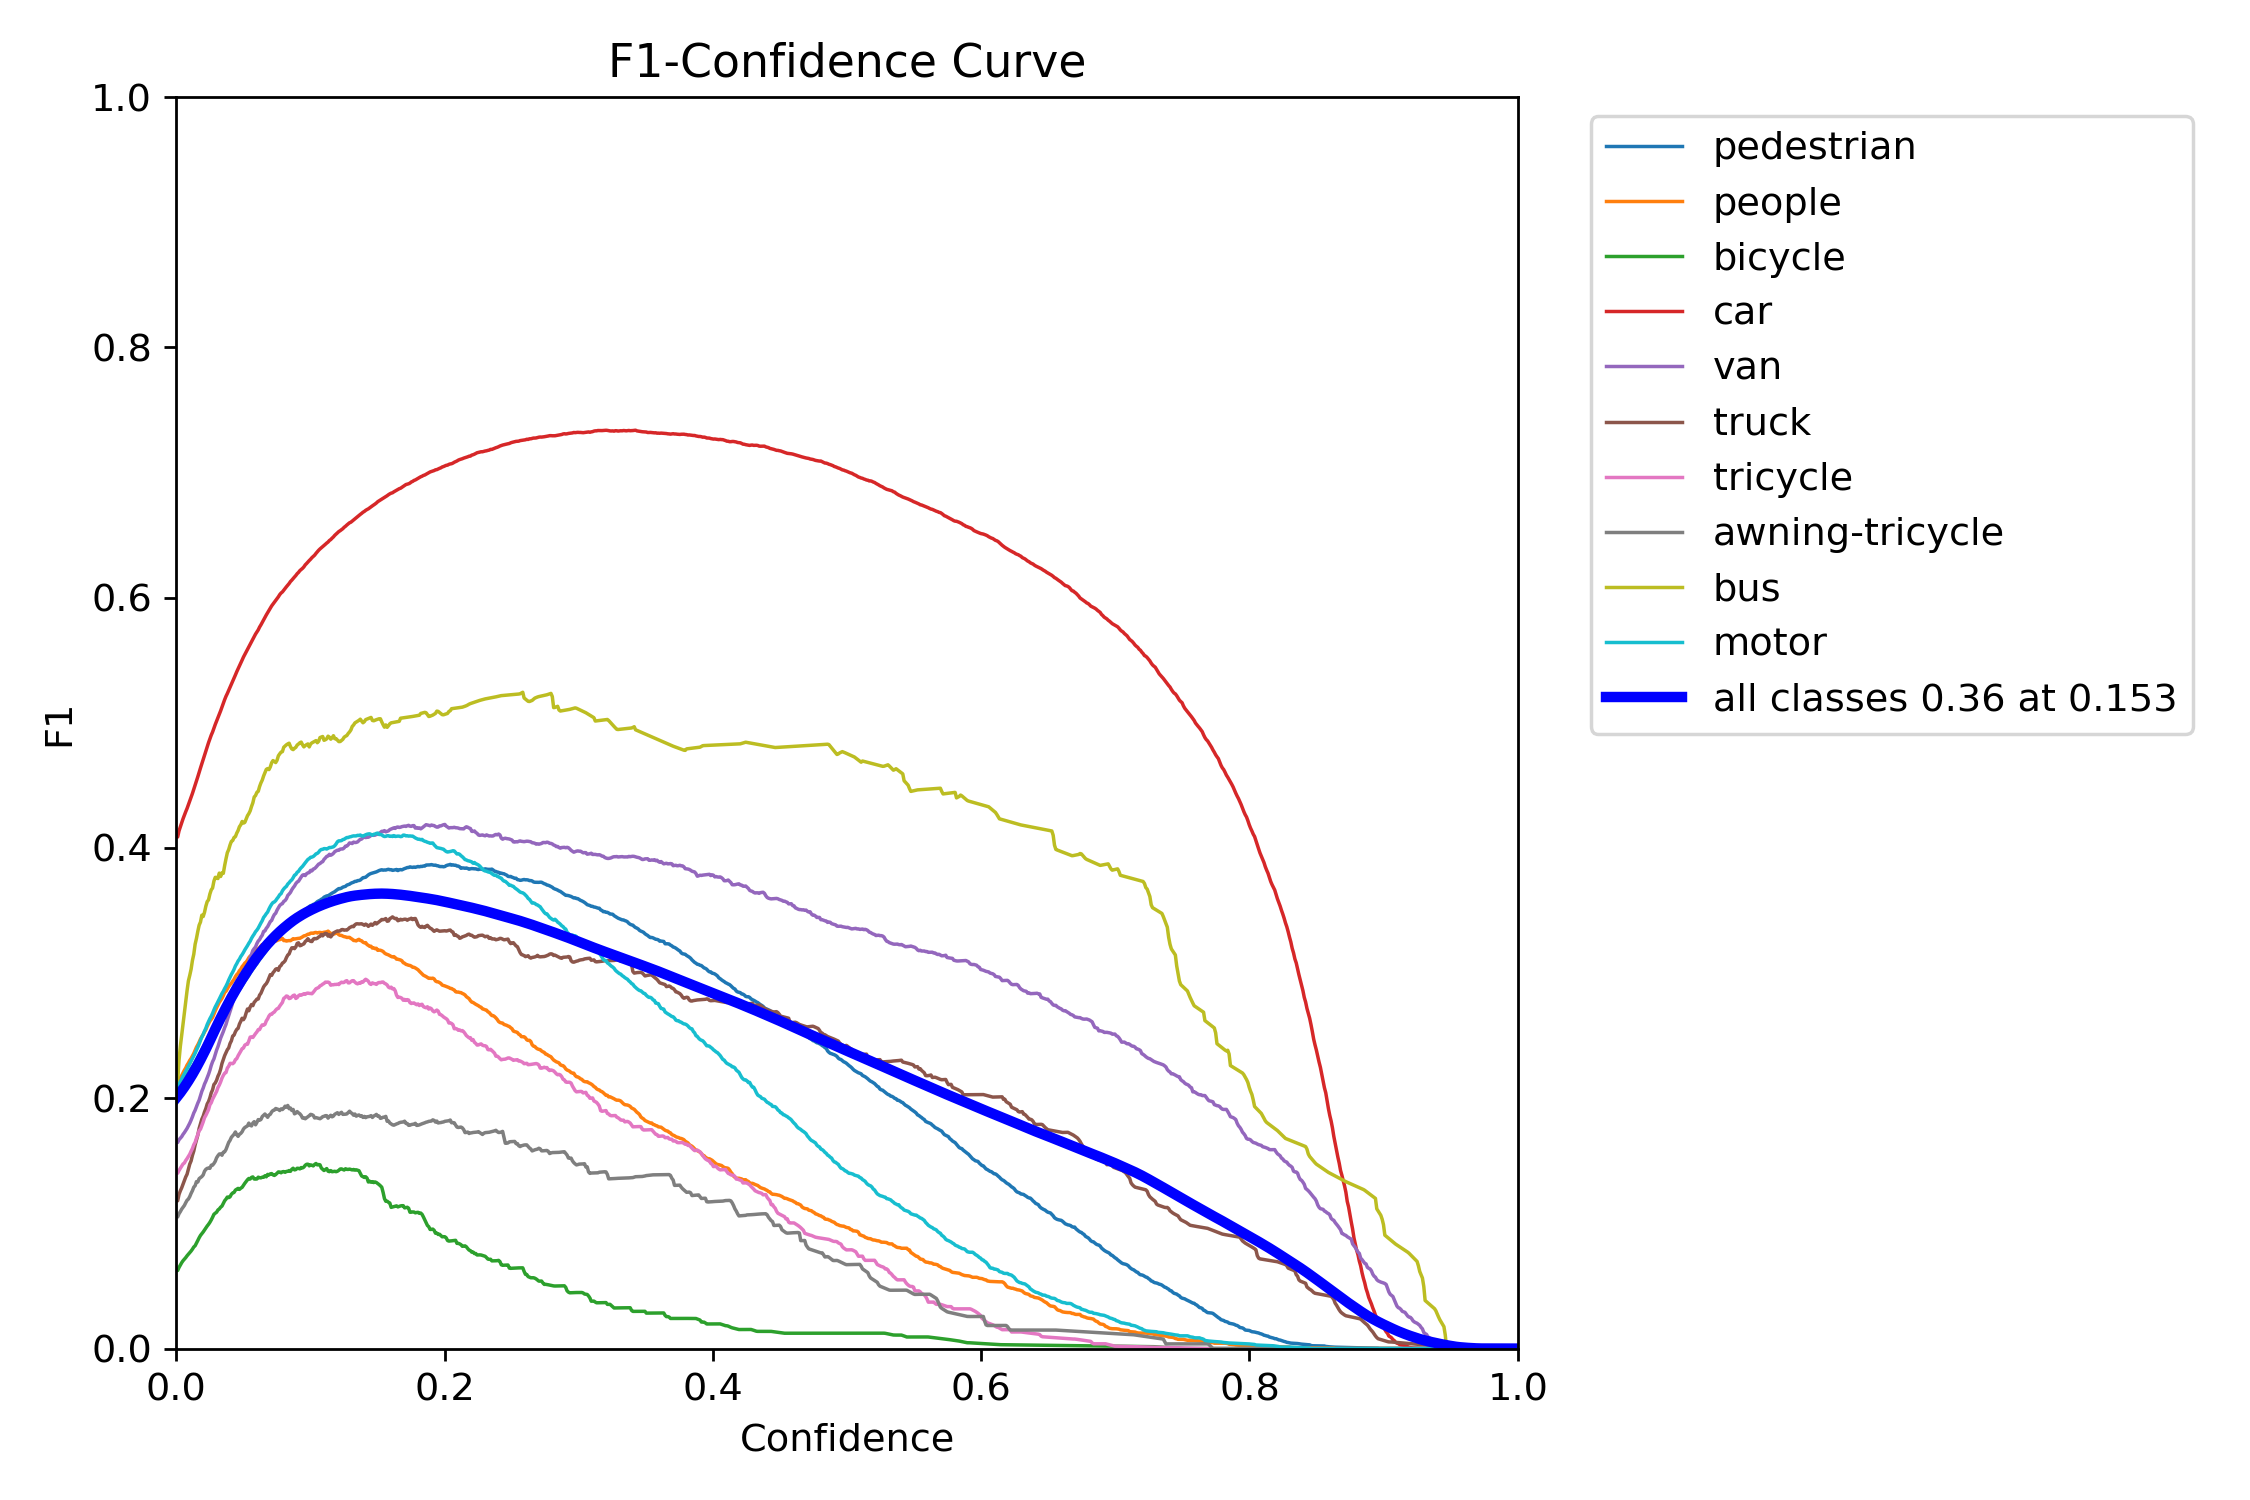 F1-Confidence Curve
1.0
0.8
0.6
0.4
0.2
0.0
F1
0.0 0.2 0.4 0.6 0.8 1.0
Confidence
pedestrian
people
bicycle
car
van
truck
tricycle
awning-tricycle
bus
motor
all classes 0.36 at 0.153